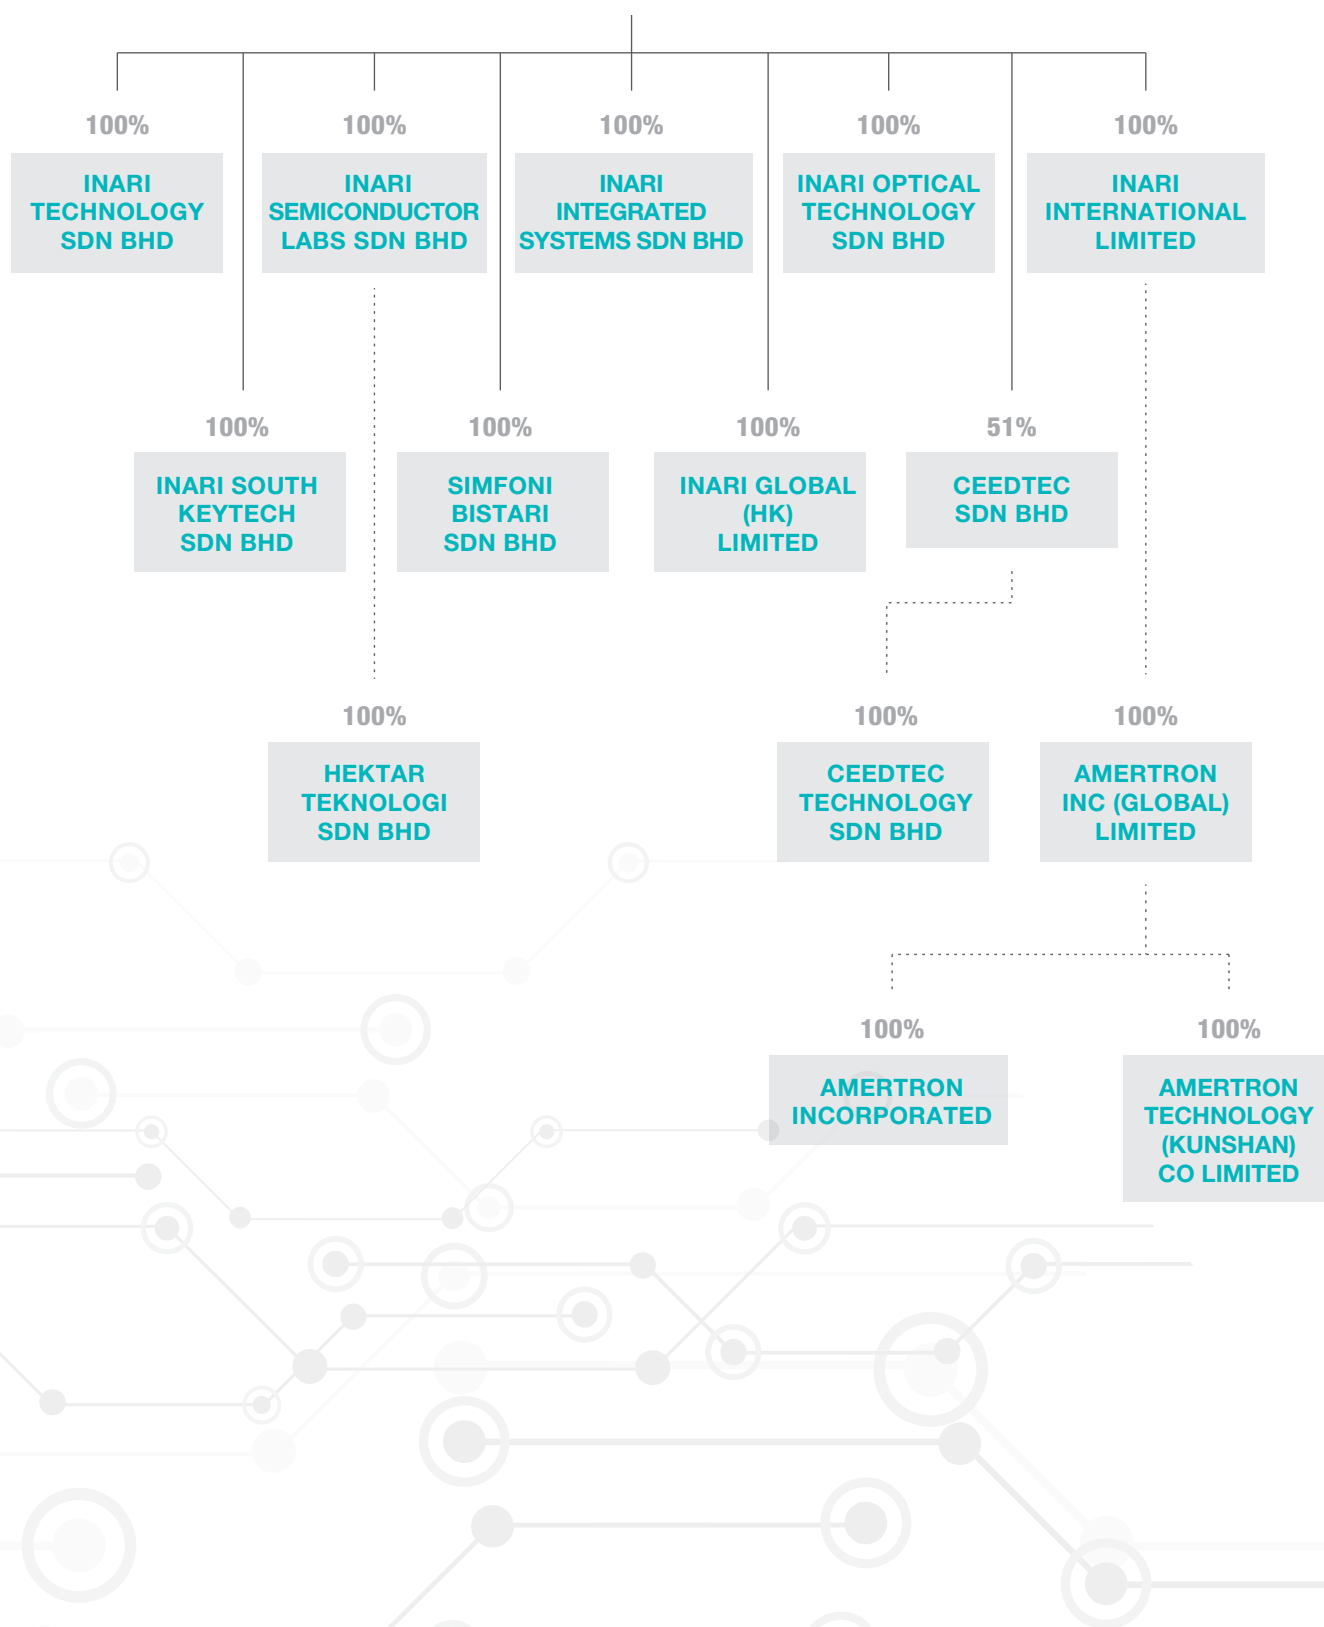 100%
INARI
TECHNOLOGY
SDN BHD
100%
INARI
SEMICONDUCTOR
LABS SDN BHD
100%
INARI
INTEGRATED
SYSTEMS SDN BHD
100%
INARI OPTICAL
TECHNOLOGY
SDN BHD
100%
INARI
INTERNATIONAL
LIMITED
100%
INARI SOUTH
KEYTECH
SDN BHD
100%
SIMFONI
BISTARI
SDN BHD
100%
INARI GLOBAL
(HK)
LIMITED
51%
CEEDTEC
SDN BHD
100%
HEKTAR
TEKNOLOGI
SDN BHD
100%
CEEDTEC
TECHNOLOGY
SDN BHD
100%
AMERTRON
INC (GLOBAL)
LIMITED
100%
AMERTRON
INCORPORATED
100%
AMERTRON
TECHNOLOGY
(KUNSHAN)
CO LIMITED